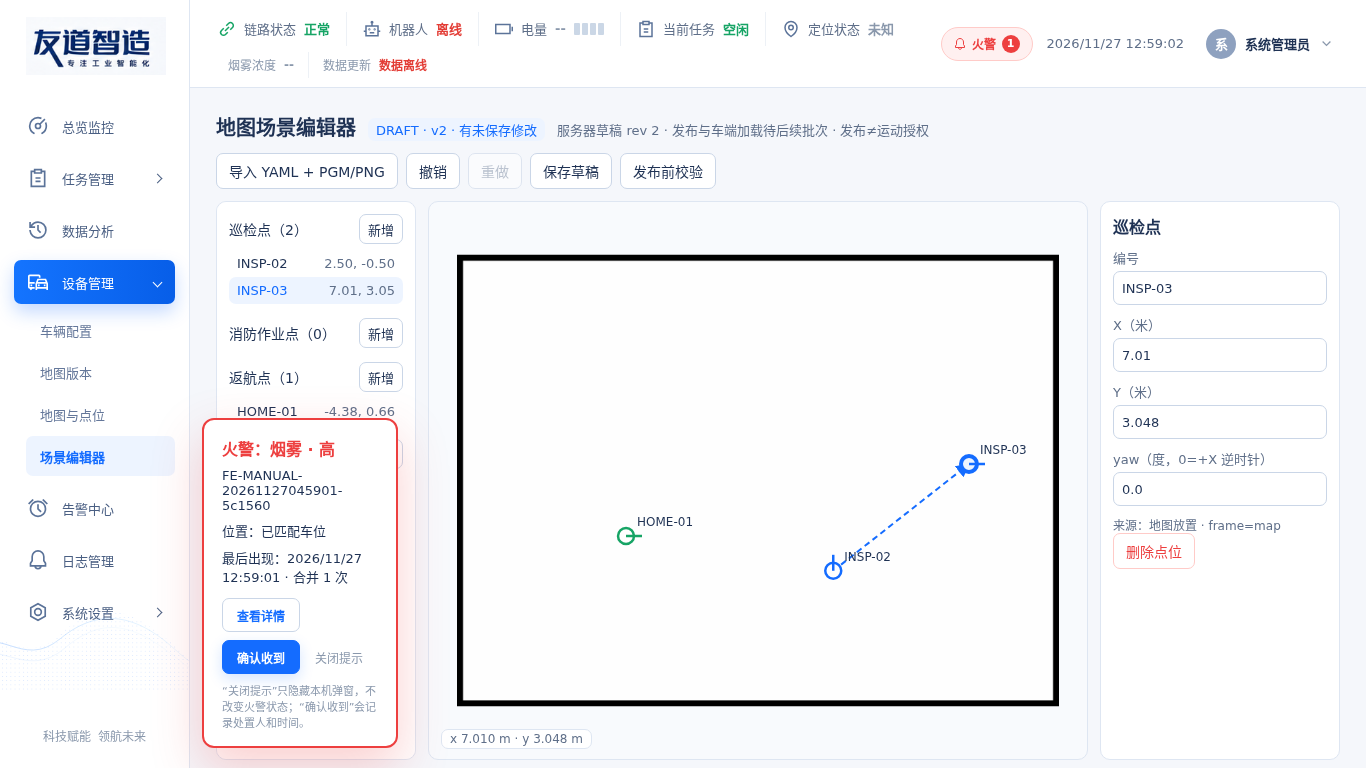 友道智造
专注工业智能化
链路状态 正常
机器人 离线
电量 --
当前任务 空闲
定位状态 未知
烟雾浓度 --
数据更新 数据离线
火警 1
2026/11/27 12:59:02
系 系统管理员
总览监控
任务管理
数据分析
设备管理
车辆配置
地图版本
地图与点位
场景编辑器
告警中心
日志管理
系统设置
科技赋能 领航未来
地图场景编辑器
DRAFT · v2 · 有未保存修改
服务器草稿 rev 2 · 发布与车端加载待后续批次 · 发布≠运动授权
导入 YAML + PGM/PNG
撤销
重做
保存草稿
发布前校验
巡检点（2）
新增
INSP-02 2.50, -0.50
INSP-03 7.01, 3.05
消防作业点（0）
新增
返航点（1）
新增
HOME-01 -4.38, 0.66
火警：烟雾 · 高
FE-MANUAL-
20261127045901-
5c1560
位置：已匹配车位
最后出现：2026/11/27
12:59:01 · 合并 1 次
查看详情
确认收到
关闭提示
“关闭提示”只隐藏本机弹窗，不
改变火警状态；“确认收到”会记
录处置人和时间。
INSP-03
HOME-01
INSP-02
x 7.010 m · y 3.048 m
巡检点
编号
INSP-03
X（米）
7.01
Y（米）
3.048
yaw（度，0=+X 逆时针）
0.0
来源：地图放置 · frame=map
删除点位